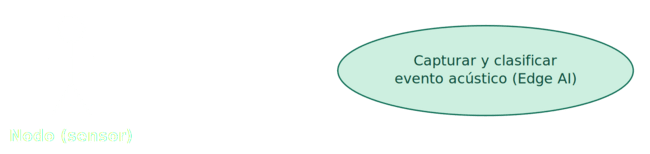 Capturar y clasificar
evento acústico (Edge AI)
Nodo (sensor)